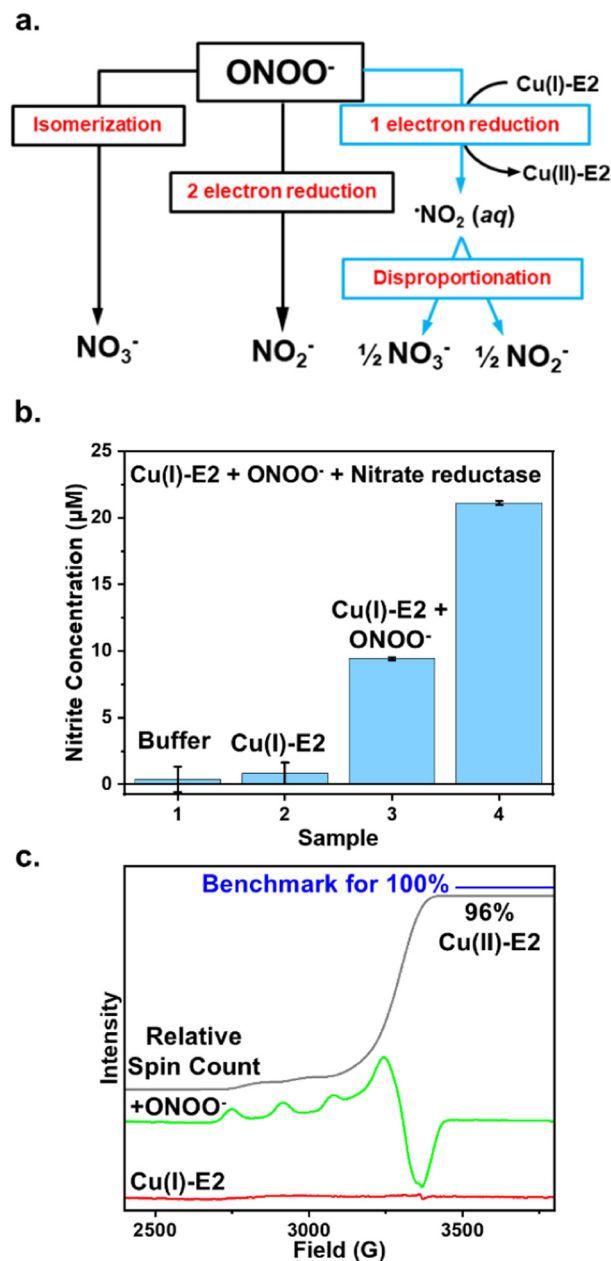 a.
ONOO⁻
Isomerization
1 electron reduction
Cu(I)-E2
Cu(II)-E2
2 electron reduction
•NO₂ (aq)
Disproportionation
NO₃⁻
NO₂⁻
½ NO₃⁻
½ NO₂⁻
b.
Nitrite Concentration (µM)
25
20
15
10
5
0
Cu(I)-E2 + ONOO⁻ + Nitrate reductase
Cu(I)-E2 +
ONOO⁻
Buffer
Cu(I)-E2
1
2
3
4
Sample
c.
Intensity
Benchmark for 100%
96%
Cu(II)-E2
Relative
Spin Count
+ONOO⁻
Cu(I)-E2
2500
3000
3500
Field (G)